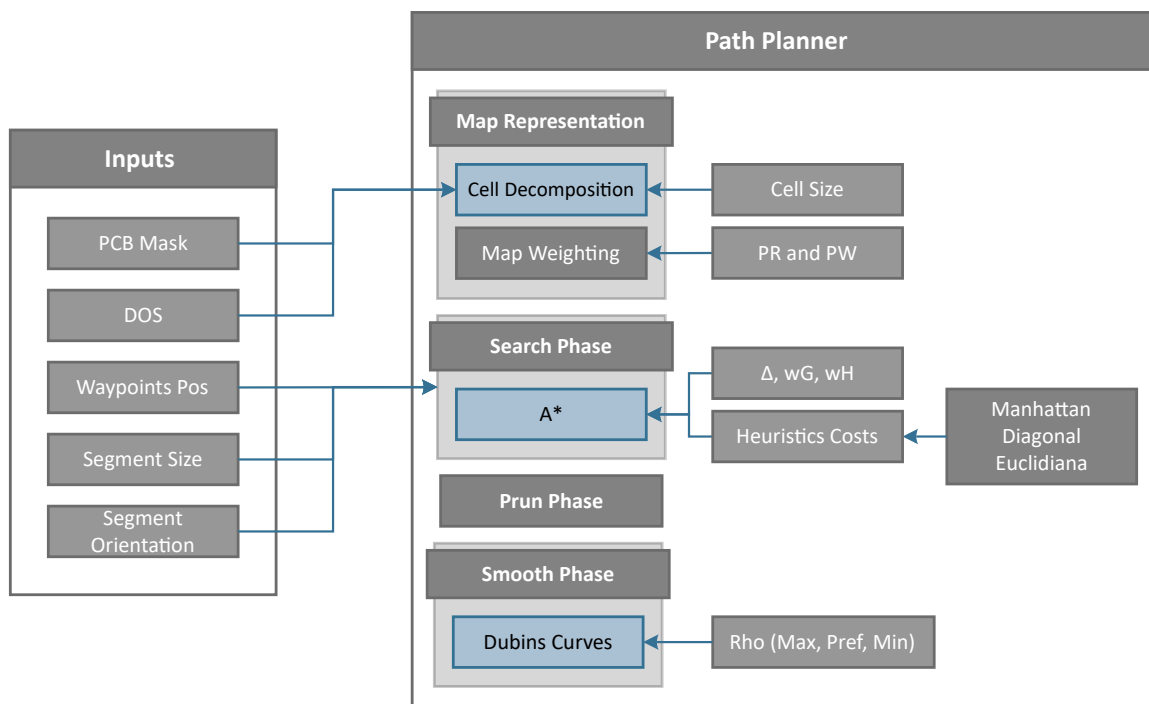 Path Planner
Inputs
PCB Mask
DOS
Waypoints Pos
Segment Size
Segment
Orientation
Map Representation
Cell Decomposition
Cell Size
Map Weighting
PR and PW
Search Phase
A*
Δ, wG, wH
Heuristics Costs
Manhattan
Diagonal
Euclidiana
Prun Phase
Smooth Phase
Dubins Curves
Rho (Max, Pref, Min)